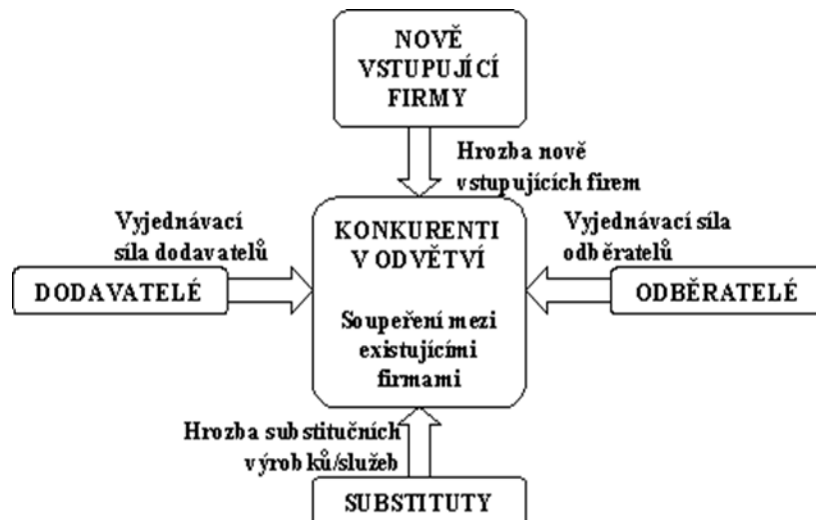 NOVĚ
VSTUPUJÍCÍ
FIRMY
Hrozba nově
vstupujících firem
Vyjednávací
síla dodavatelů
KONKURENTI
V ODVĚTVÍ
Vyjednávací síla
odběratelů
DODAVATELÉ
ODBĚRATELÉ
Soupeření mezi
existujícími
firmami
Hrozba substitučních
výrobků/služeb
SUBSTITUTY